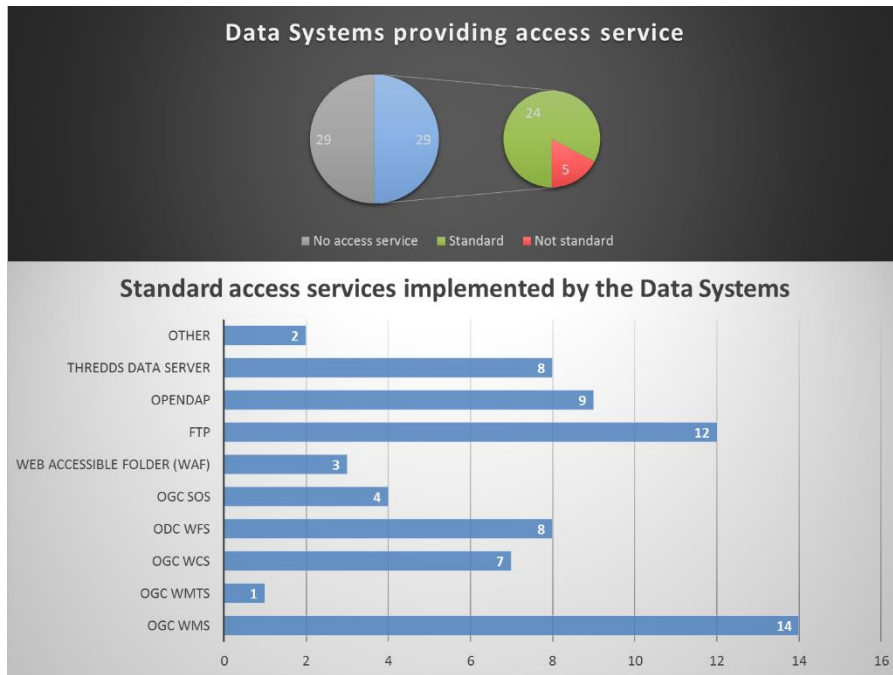 Data Systems providing access service
29
29
24
5
No access service Standard Not standard
Standard access services implemented by the Data Systems
OTHER 2
THREDDS DATA SERVER 8
OPENDAP 9
FTP 12
WEB ACCESSIBLE FOLDER (WAF) 3
OGC SOS 4
ODC WFS 8
OGC WCS 7
OGC WMTS 1
OGC WMS 14
0 2 4 6 8 10 12 14 16